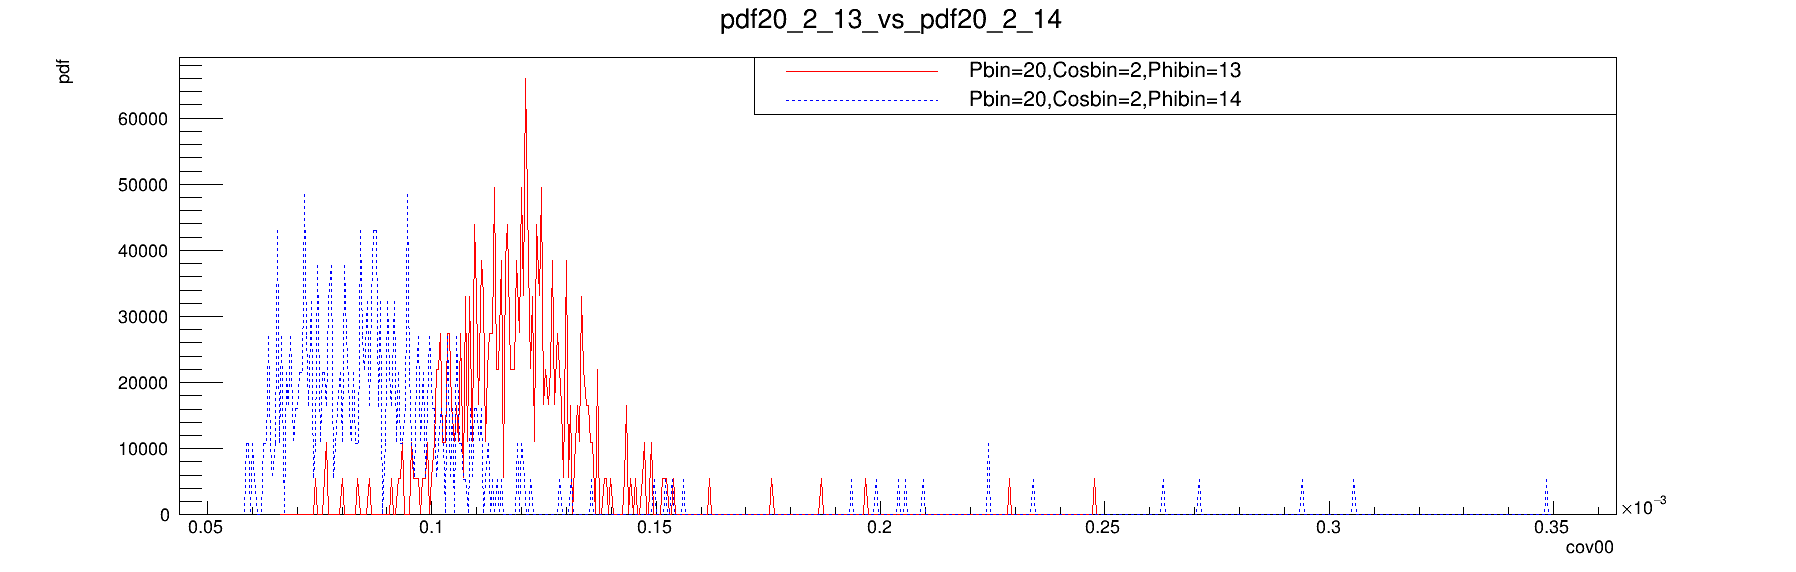 pdf20_2_13_vs_pdf20_2_14
pdf
Pbin=20,Cosbin=2,Phibin=13
Pbin=20,Cosbin=2,Phibin=14
60000
50000
40000
30000
20000
10000
0
0.05 0.1 0.15 0.2 0.25 0.3 0.35
×10⁻³
cov00